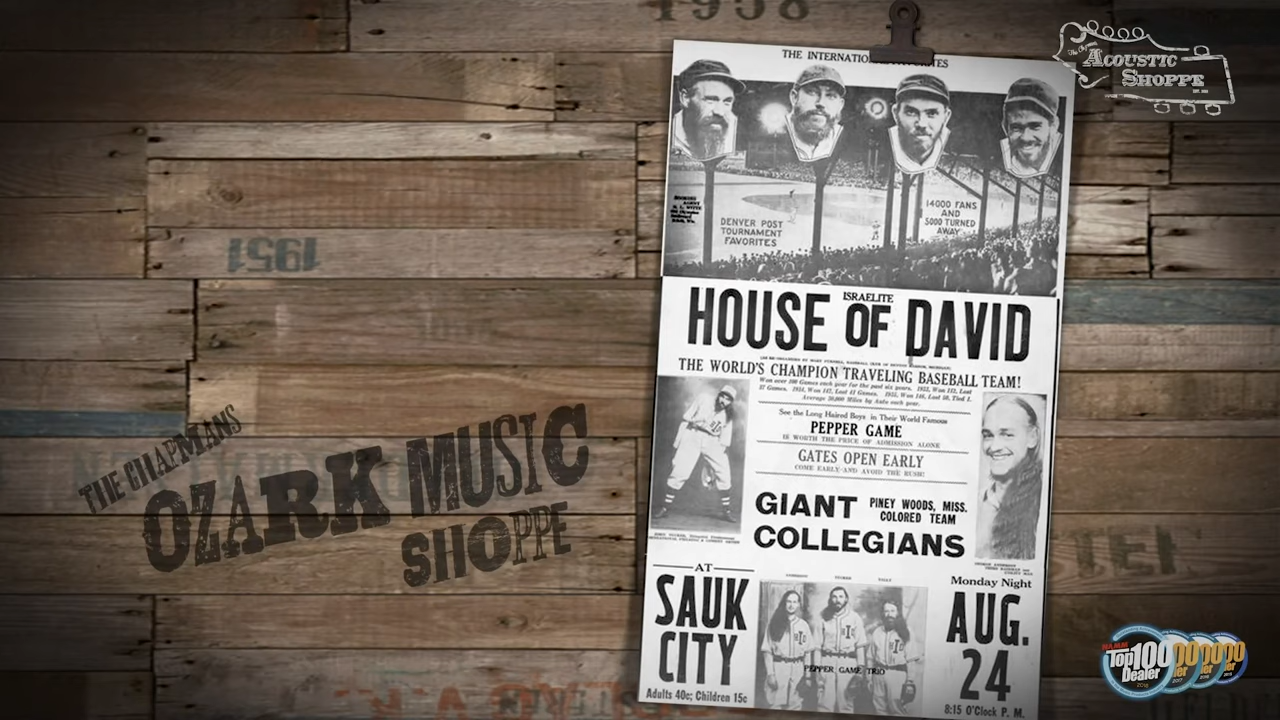 1958
THE INTERNATIONAL FAVORITES
The Chapmans
ACOUSTIC
SHOPPE
DENVER POST
TOURNAMENT
FAVORITES
14000 FANS
AND
5000 TURNED
AWAY
1951
ISRAELITE
HOUSE OF DAVID
THE WORLD'S CHAMPION TRAVELING BASEBALL TEAM!
See the Long Haired Boys in Their World Famous
PEPPER GAME
IS WORTH THE PRICE OF ADMISSION ALONE
GATES OPEN EARLY
COME EARLY AND AVOID THE RUSH!
GIANT PINEY WOODS, MISS.
COLORED TEAM
COLLEGIANS
THE CHAPMANS
OZARK MUSIC
SHOPPE
AT
SAUK
CITY
Adults 40c; Children 15c
PEPPER GAME TRIO
Monday Night
AUG.
24
8:15 O'Clock P. M.
NAMM
Top100
Dealer